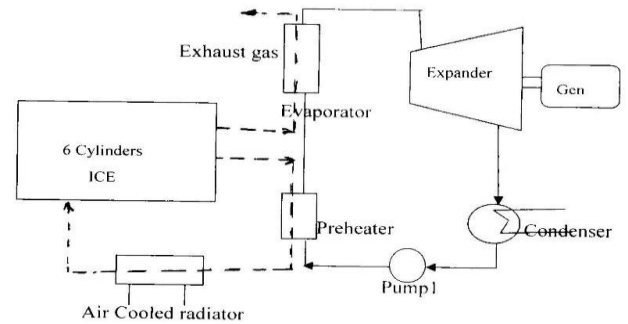 Exhaust gas
Expander
Gen
Evaporator
6 Cylinders
ICE
Preheater
Condenser
Pump1
Air Cooled radiator